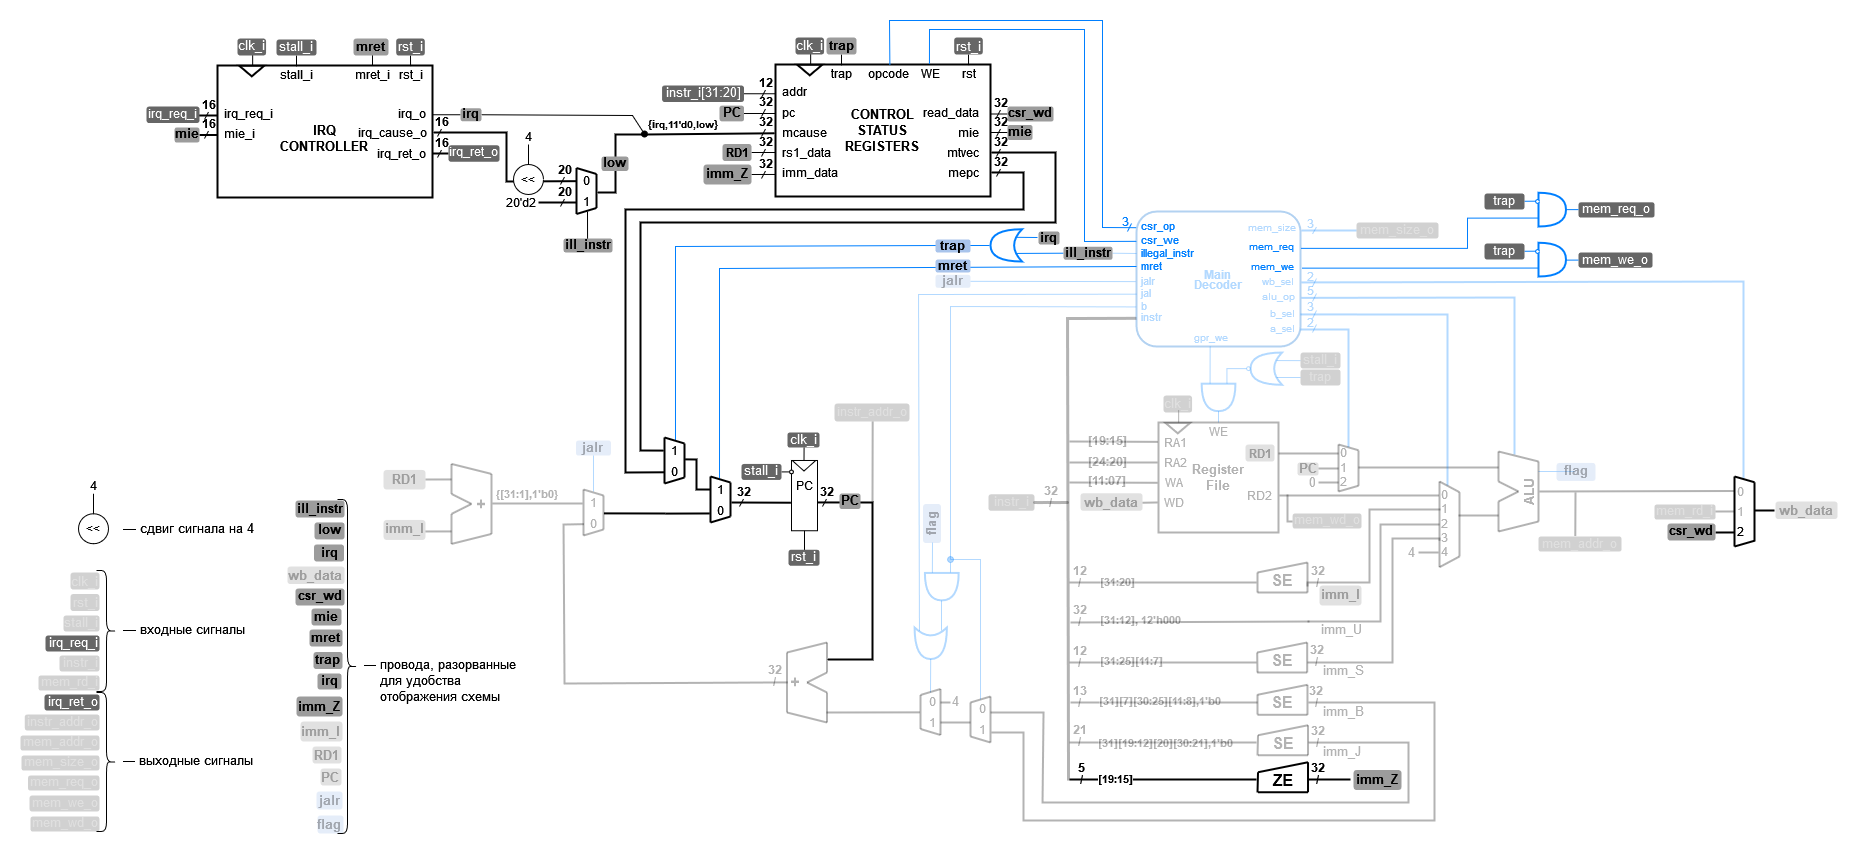 clk_i
stall_i
mret
rst_i
stall_i
mret_i
rst_i
16
irq_req_i
irq_req_i
16
mie
mie_i
IRQ
CONTROLLER
irq_o
irq
irq_cause_o
16
irq_ret_o
16
irq_ret_o
4
<<
20
20
20'd2
0
1
ill_instr
low
{irq,11'd0,low}
clk_i
trap
rst_i
trap
opcode
WE
rst
instr_i[31:20]
12
addr
PC
32
pc
32
mcause
RD1
32
rs1_data
imm_Z
32
imm_data
CONTROL
STATUS
REGISTERS
read_data
32
csr_wd
mie
32
mie
mtvec
32
mepc
32
trap
irq
ill_instr
mret
jalr
3
csr_op
csr_we
illegal_instr
mret
jalr
jal
b
instr
Main
Decoder
gpr_we
mem_size
mem_req
mem_we
wb_sel
alu_op
b_sel
a_sel
3
2
5
3
2
mem_size_o
trap
mem_req_o
trap
mem_we_o
stall_i
trap
clk_i
WE
[19:15]
RA1
[24:20]
RA2
[11:07]
WA
wb_data
WD
Register
File
RD1
RD2
RD1
PC
0
0
1
2
mem_wd_o
0
1
2
3
4
4
ALU
flag
mem_addr_o
mem_rd_i
csr_wd
0
1
2
wb_data
instr_i
32
12
[31:20]
SE
32
imm_I
32
[31:12], 12'h000
imm_U
12
[31:25][11:7]
SE
32
imm_S
13
[31][7][30:25][11:8],1'b0
SE
32
imm_B
21
[31][19:12][20][30:21],1'b0
SE
32
imm_J
5
[19:15]
ZE
32
imm_Z
instr_addr_o
clk_i
stall_i
PC
rst_i
32
32
PC
1
0
1
0
jalr
1
0
RD1
imm_I
+
{[31:1],1'b0}
flag
32
+
0
1
4
0
1
4
<<
— сдвиг сигнала на 4
clk_i
rst_i
stall_i
irq_req_i
instr_i
mem_rd_i
— входные сигналы
irq_ret_o
instr_addr_o
mem_addr_o
mem_size_o
mem_req_o
mem_we_o
mem_wd_o
— выходные сигналы
ill_instr
low
irq
wb_data
csr_wd
mie
mret
trap
irq
imm_Z
imm_I
RD1
PC
jalr
flag
— провода, разорванные
для удобства
отображения схемы